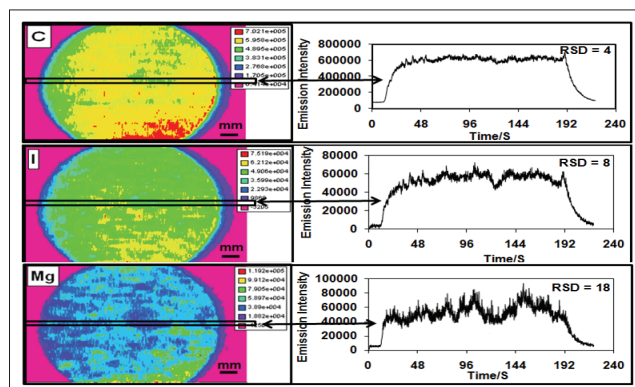 C
7.021e+005
5.958e+005
4.895e+005
3.831e+005
2.768e+005
1.705e+005
mm
RSD = 4
Emission Intensity
800000
600000
400000
200000
0
0 48 96 144 192 240
Time/S
I
7.519e+004
6.212e+004
4.906e+004
3.599e+004
2.293e+004
mm
RSD = 8
Emission Intensity
80000
60000
40000
20000
0
0 48 96 144 192 240
Time/S
Mg
1.192e+005
9.912e+004
7.905e+004
5.897e+004
3.89e+004
1.882e+004
mm
RSD = 18
Emission Intensity
100000
80000
60000
40000
20000
0
0 48 96 144 192 240
Time/S